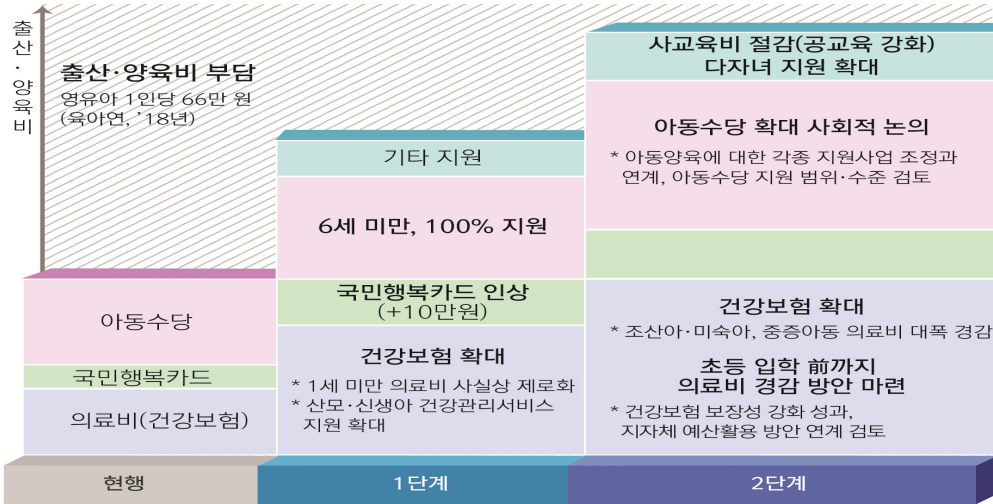 출산·양육비
출산·양육비 부담
영유아 1인당 66만 원
(육아연, ’18년)
아동수당
국민행복카드
의료비(건강보험)
현행
기타 지원
6세 미만, 100% 지원
국민행복카드 인상
(+10만원)
건강보험 확대
* 1세 미만 의료비 사실상 제로화
* 산모·신생아 건강관리서비스
지원 확대
1단계
사교육비 절감(공교육 강화)
다자녀 지원 확대
아동수당 확대 사회적 논의
* 아동양육에 대한 각종 지원사업 조정과
연계, 아동수당 지원 범위·수준 검토
건강보험 확대
* 조산아·미숙아, 중증아동 의료비 대폭 경감
초등 입학 前까지
의료비 경감 방안 마련
* 건강보험 보장성 강화 성과,
지자체 예산활용 방안 연계 검토
2단계